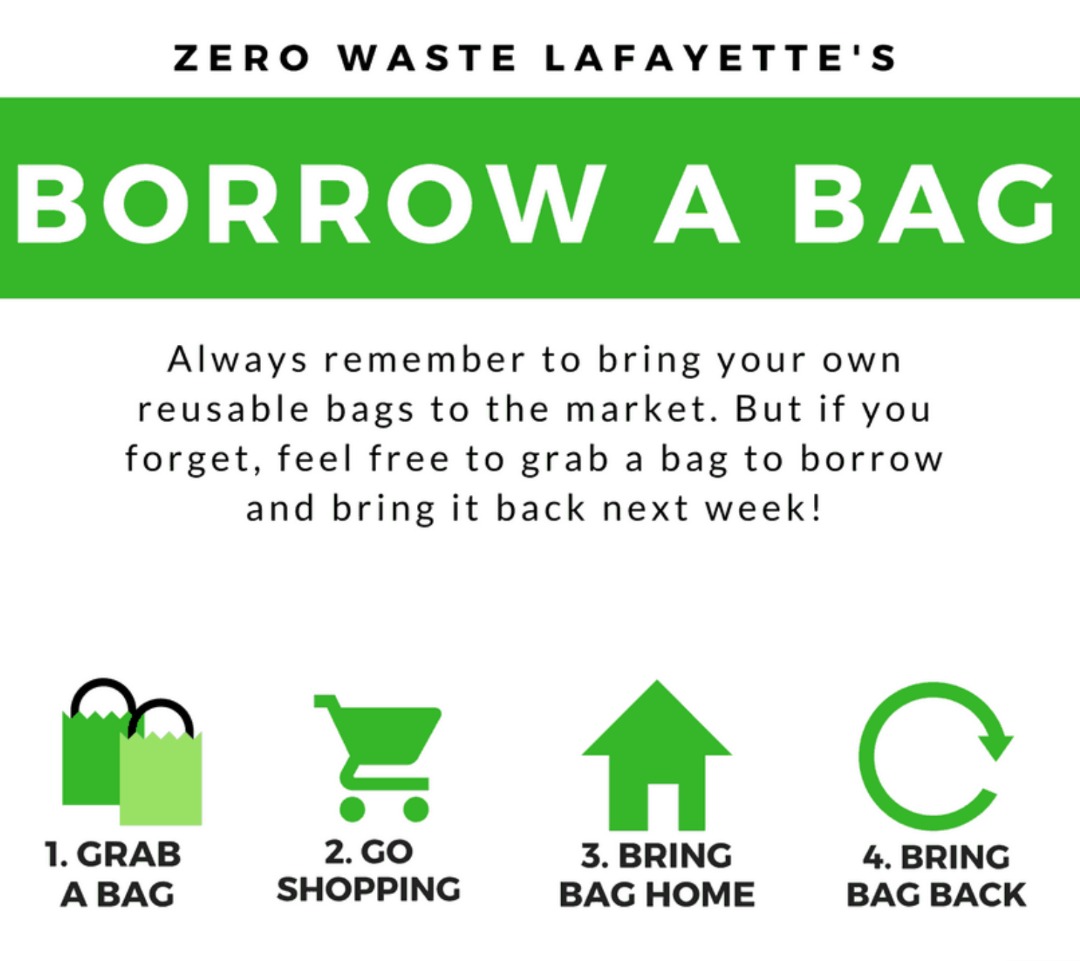 ZERO WASTE LAFAYETTE'S
BORROW A BAG
Always remember to bring your own
reusable bags to the market. But if you
forget, feel free to grab a bag to borrow
and bring it back next week!
1. GRAB
A BAG
2. GO
SHOPPING
3. BRING
BAG HOME
4. BRING
BAG BACK